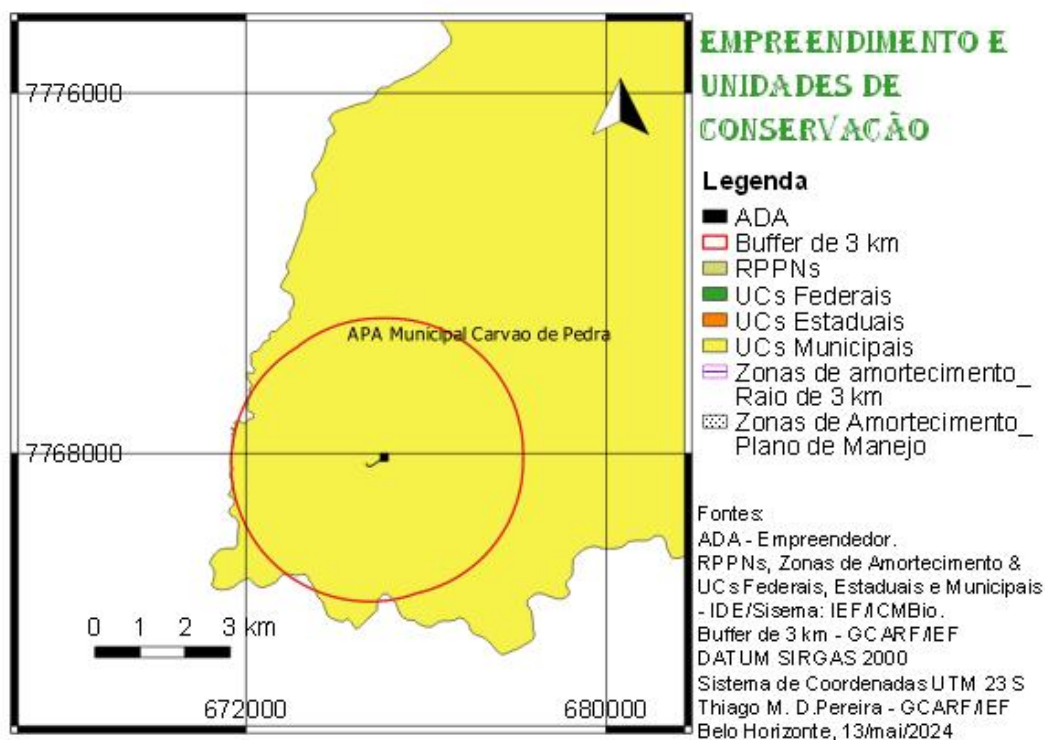 EMPREENDIMENTO E
UNIDADES DE
CONSERVAÇÃO
7776000
Legenda
ADA
Buffer de 3 km
RPPNs
UCs Federais
UCs Estaduais
UCs Municipais
Zonas de amortecimento_
Raio de 3 km
Zonas de Amortecimento_
Plano de Manejo
APA Municipal Carvao de Pedra
7768000
0 1 2 3 km
672000 680000
Fontes:
ADA - Empreendedor.
RPPNs, Zonas de Amortecimento &
UCs Federais, Estaduais e Municipais
- IDE/Sisema: IEF/ICMBio.
Buffer de 3 km - GCARF/IEF
DATUM SIRGAS 2000
Sistema de Coordenadas UTM 23 S
Thiago M. D.Pereira - GCARF/IEF
Belo Horizonte, 13/mai/2024